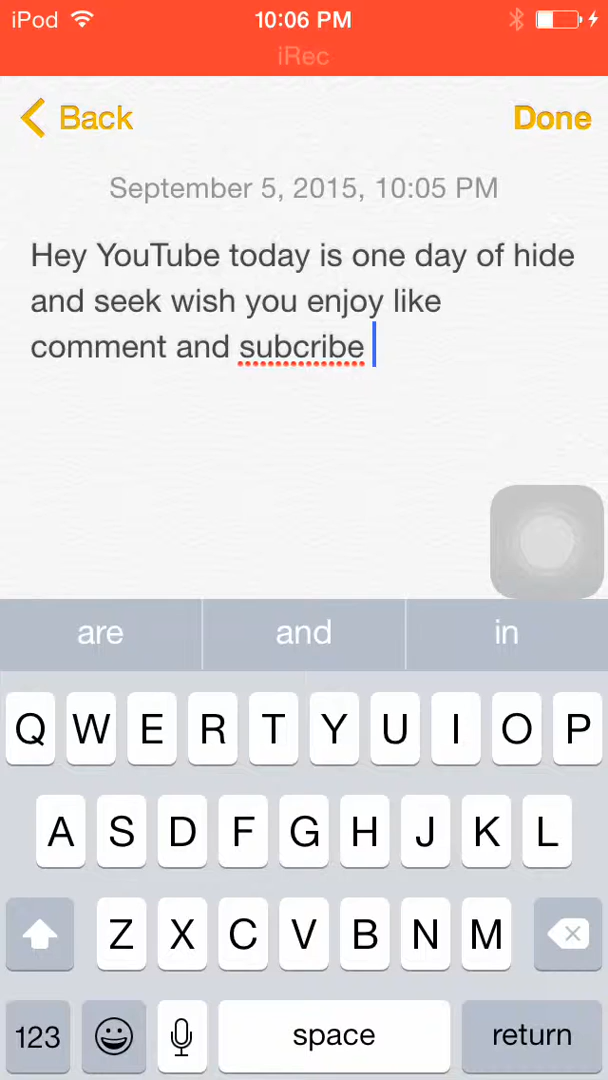 iPod 10:06 PM
iRec
Back Done
September 5, 2015, 10:05 PM
Hey YouTube today is one day of hide
and seek wish you enjoy like
comment and subcribe
are and in
Q W E R T Y U I O P
A S D F G H J K L
Z X C V B N M
123 space return